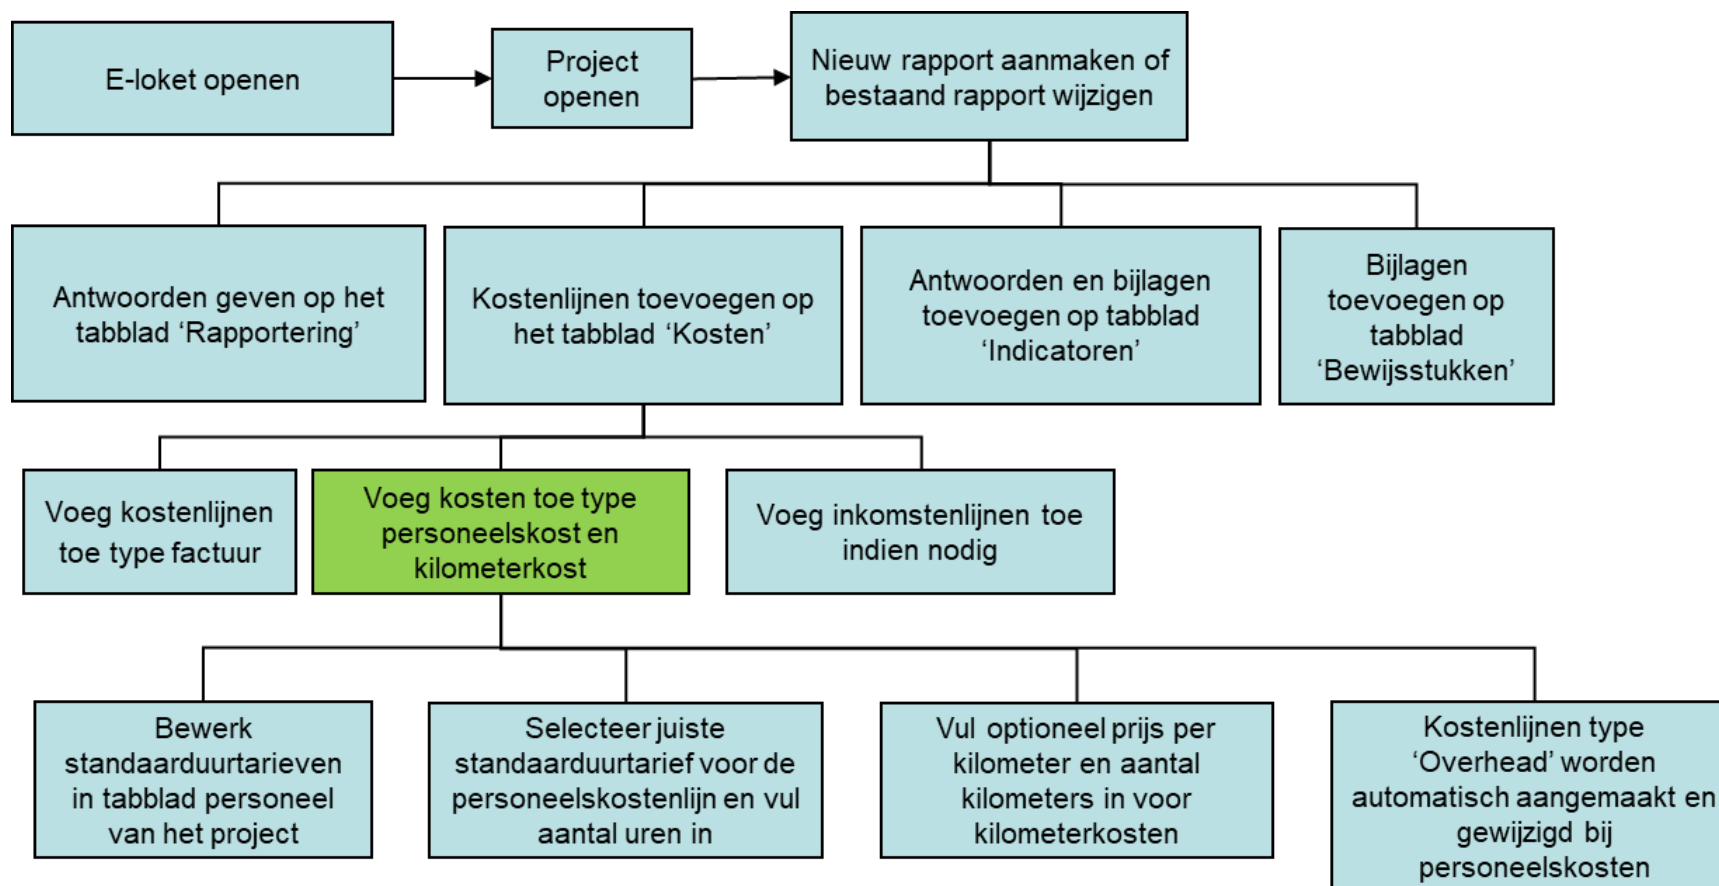 E-loket openen
Project
openen
Nieuw rapport aanmaken of
bestaand rapport wijzigen
Antwoorden geven op het
tabblad ‘Rapportering’
Kostenlijnen toevoegen op
het tabblad ‘Kosten’
Antwoorden en bijlagen
toevoegen op tabblad
‘Indicatoren’
Bijlagen
toevoegen op
tabblad
‘Bewijsstukken’
Voeg kostenlijnen
toe type factuur
Voeg kosten toe type
personeelskost en
kilometerkost
Voeg inkomstenlijnen toe
indien nodig
Bewerk
standaarduurtarieven
in tabblad personeel
van het project
Selecteer juiste
standaarduurtarief voor de
personeelskostenlijn en vul
aantal uren in
Vul optioneel prijs per
kilometer en aantal
kilometers in voor
kilometerkosten
Kostenlijnen type
‘Overhead’ worden
automatisch aangemaakt en
gewijzigd bij
personeelskosten